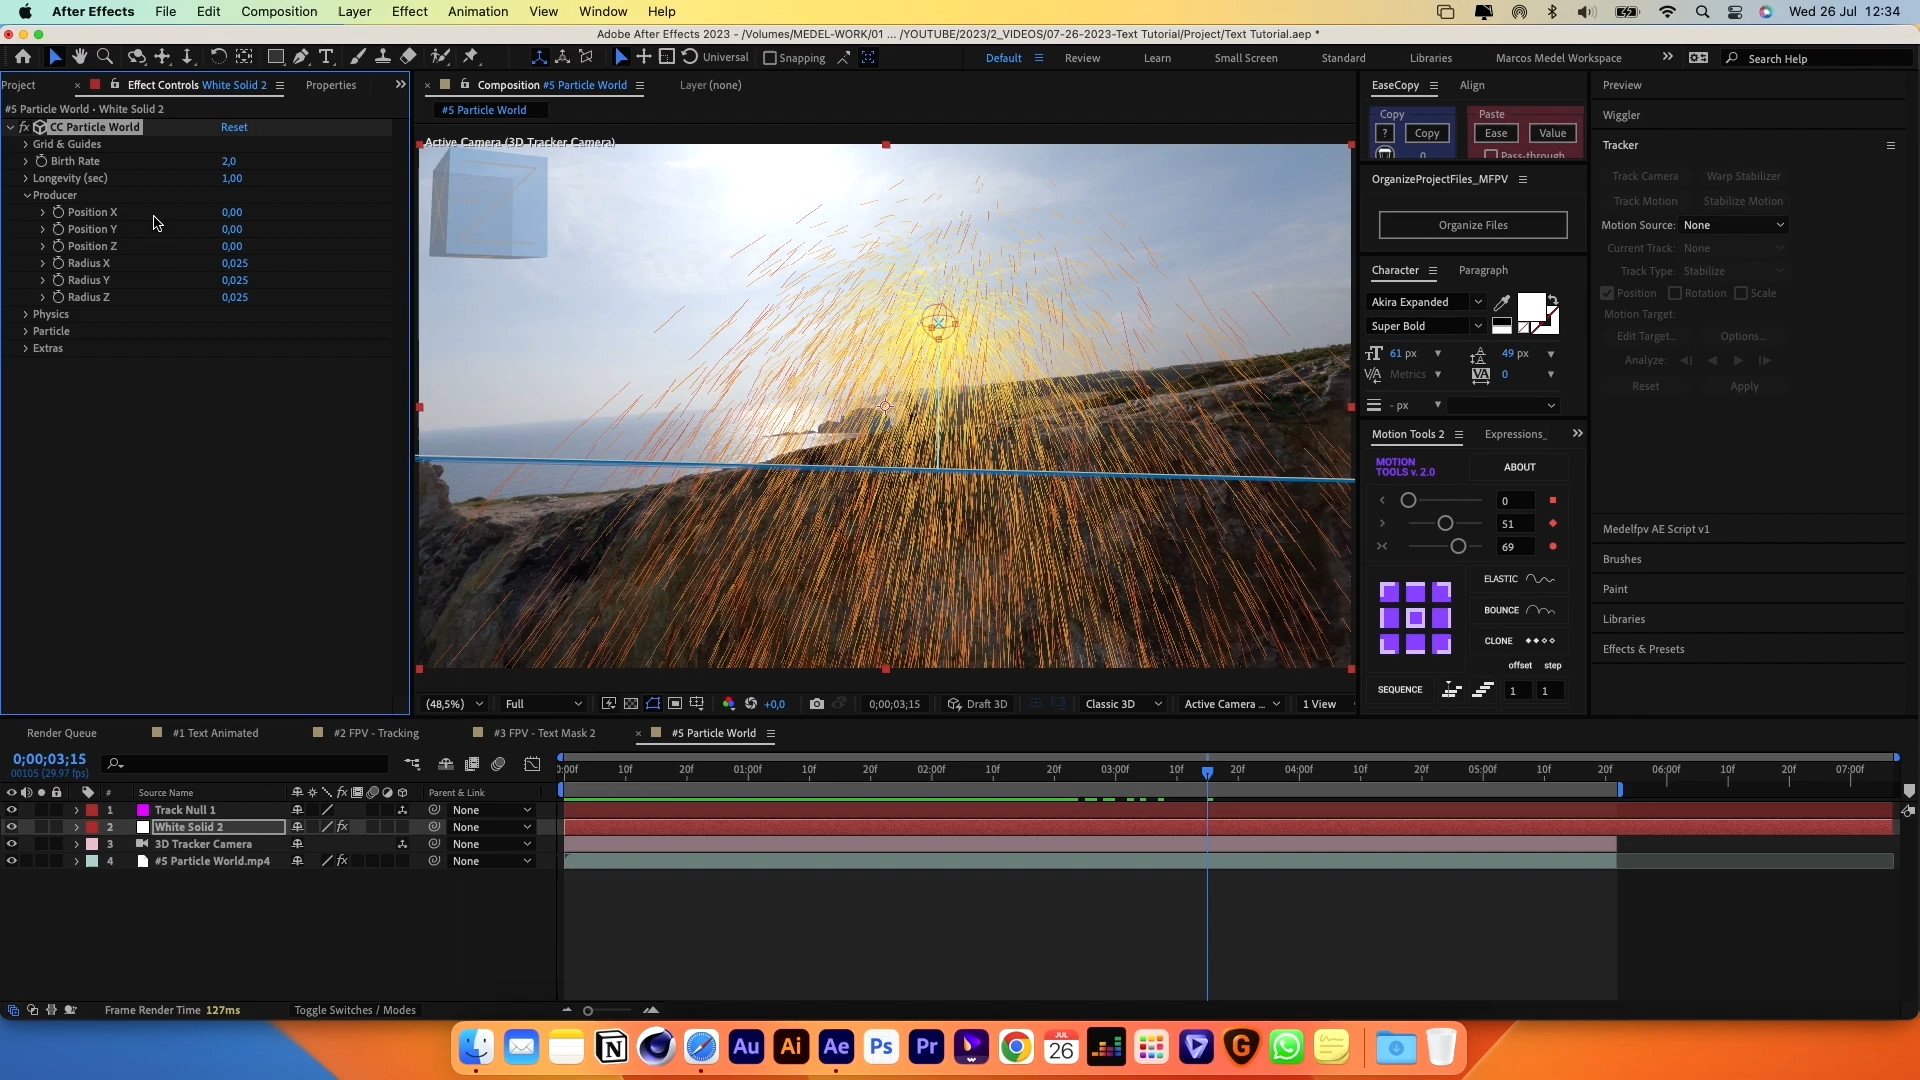 After Effects File Edit Composition Layer Effect Animation View Window Help
Wed 26 Jul 12:34
Adobe After Effects 2023 - /Volumes/MEDEL-WORK/01 ... /YOUTUBE/2023/2_VIDEOS/07-26-2023-Text Tutorial/Project/Text Tutorial.aep *
Universal Snapping Default Review Learn Small Screen Standard Libraries Marcos Medel Workspace Search Help
Project Effect Controls White Solid 2 Properties
#5 Particle World • White Solid 2
fx CC Particle World Reset
Grid & Guides
Birth Rate 2,0
Longevity (sec) 1,00
Producer
Position X 0,00
Position Y 0,00
Position Z 0,00
Radius X 0,025
Radius Y 0,025
Radius Z 0,025
Physics
Particle
Extras
Composition #5 Particle World Layer (none)
#5 Particle World
Active Camera (3D Tracker Camera)
(48,5%) Full +0,0 0;00;03;15 Draft 3D Classic 3D Active Camera ... 1 View
EaseCopy Align
Copy Paste
? Copy Ease Value
0 Pass-through
OrganizeProjectFiles_MFPV
Organize Files
Character Paragraph
Akira Expanded
Super Bold
61 px 49 px
Metrics 0
- px
Motion Tools 2 Expressions_
MOTION TOOLS v. 2.0 ABOUT
0
51
69
ELASTIC
BOUNCE
CLONE
offset step
SEQUENCE 1 1
Preview
Wiggler
Tracker
Track Camera Warp Stabilizer
Track Motion Stabilize Motion
Motion Source: None
Current Track: None
Track Type: Stabilize
Position Rotation Scale
Motion Target:
Edit Target... Options...
Analyze:
Reset Apply
Medelfpv AE Script v1
Brushes
Paint
Libraries
Effects & Presets
Render Queue #1 Text Animated #2 FPV - Tracking #3 FPV - Text Mask 2 #5 Particle World
0;00;03;15
00105 (29.97 fps)
0:00f 10f 20f 01:00f 10f 20f 02:00f 10f 20f 03:00f 10f 20f 04:00f 10f 20f 05:00f 10f 20f 06:00f 10f 20f 07:00f
# Source Name fx Parent & Link
1 Track Null 1 None
2 White Solid 2 fx None
3 3D Tracker Camera None
4 #5 Particle World.mp4 fx None
Frame Render Time 127ms Toggle Switches / Modes
Au Ai Ae Ps Pr JUL 26